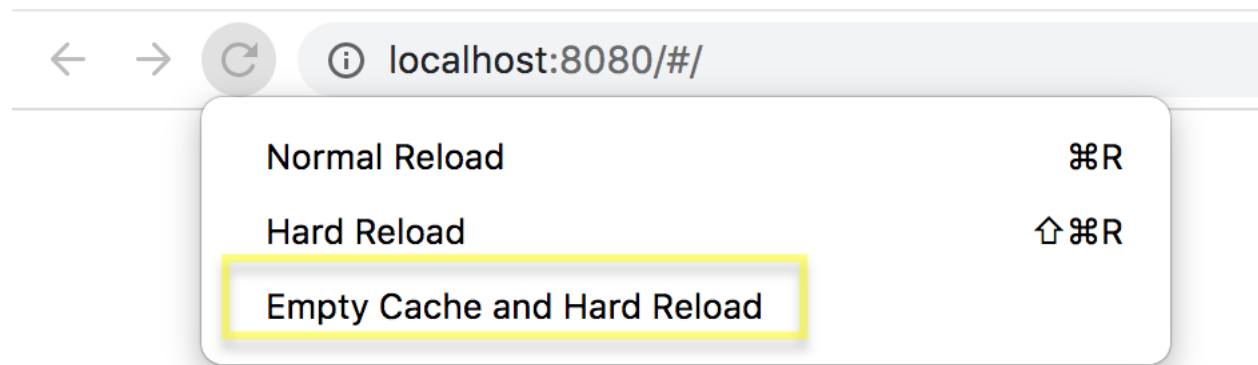 localhost:8080/#/
Normal Reload ⌘R
Hard Reload ⇧⌘R
Empty Cache and Hard Reload